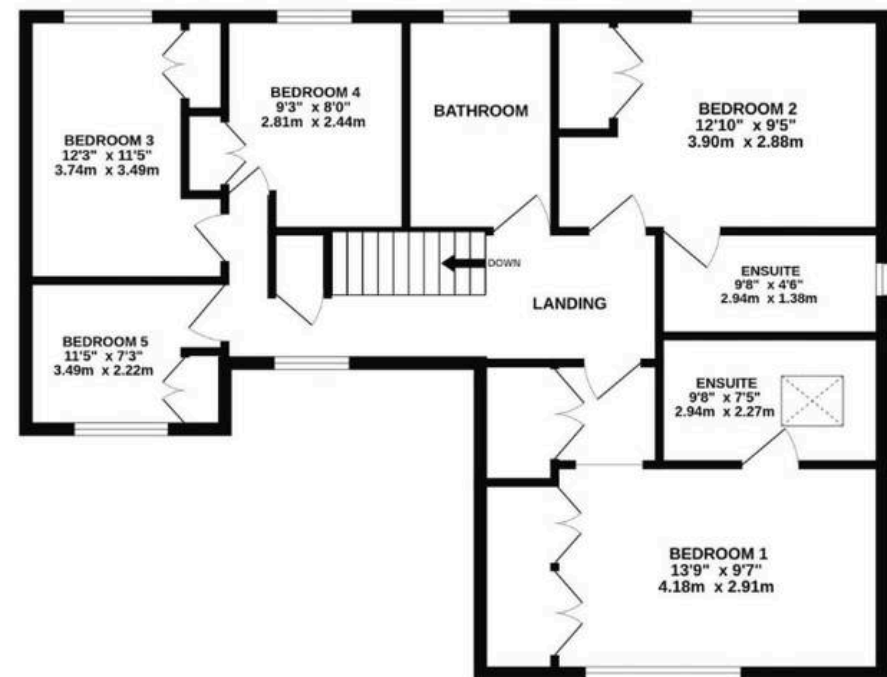 BEDROOM 3
12'3" x 11'5"
3.74m x 3.49m
BEDROOM 4
9'3" x 8'0"
2.81m x 2.44m
BATHROOM
BEDROOM 2
12'10" x 9'5"
3.90m x 2.88m
DOWN
LANDING
ENSUITE
9'8" x 4'6"
2.94m x 1.38m
BEDROOM 5
11'5" x 7'3"
3.49m x 2.22m
ENSUITE
9'8" x 7'5"
2.94m x 2.27m
BEDROOM 1
13'9" x 9'7"
4.18m x 2.91m